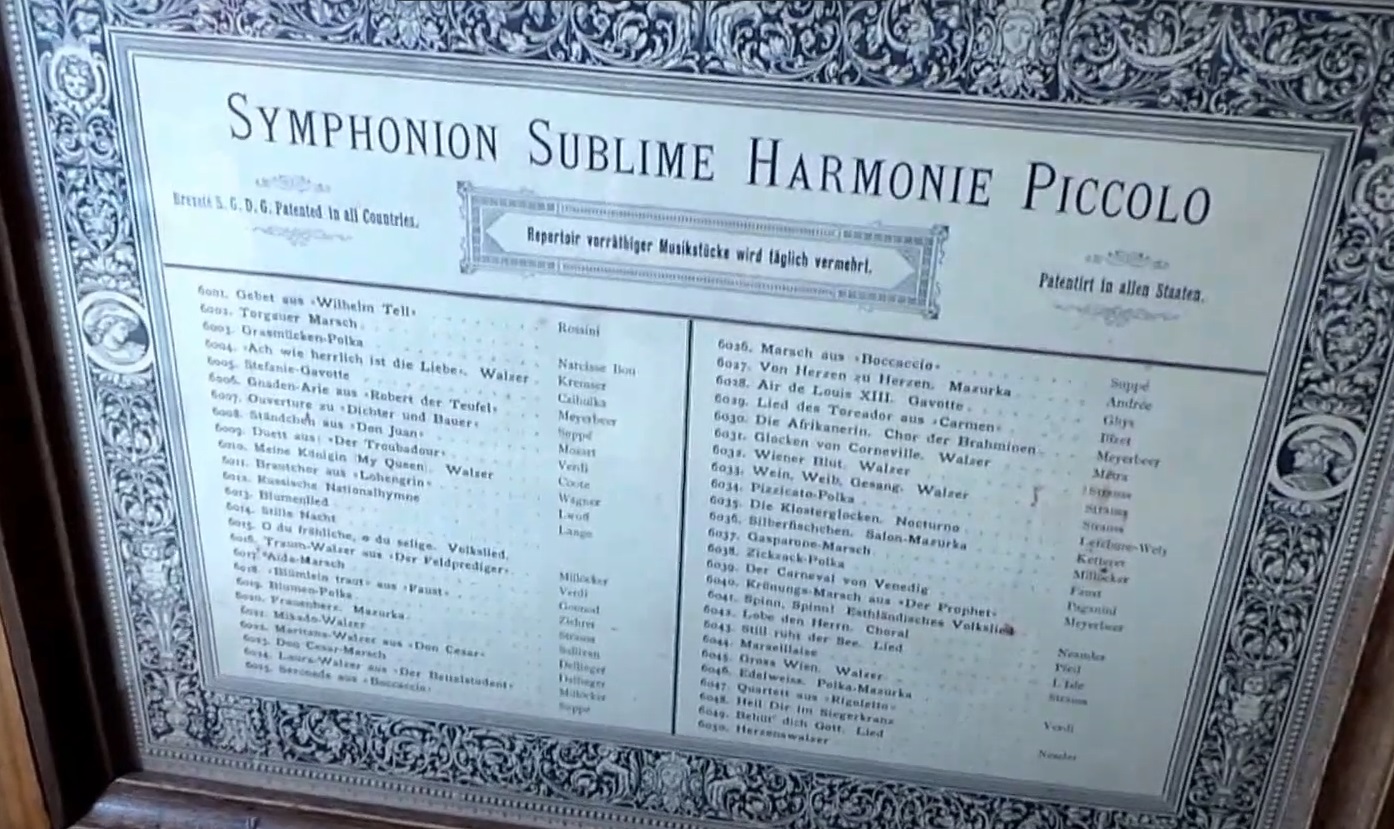 SYMPHONION SUBLIME HARMONIE PICCOLO
Breveté S. G. D. G. Patented in all Countries.
Repertoir vorräthiger Musikstücke wird täglich vermehrt.
Patentirt in allen Staaten.
6001. Gebet aus »Wilhelm Tell« Rossini
6002. Torgauer Marsch
6003. Grasmücken-Polka Narcisse Bou
6004. »Ach wie herrlich ist die Liebe«. Walzer Kremser
6005. Stefanie-Gavotte Czibulka
6006. Gnaden-Arie aus »Robert der Teufel« Meyerbeer
6007. Ouverture zu »Dichter und Bauer« Suppé
6008. Ständchen aus »Don Juan« Mozart
6009. Duett aus: »Der Troubadour« Verdi
6010. Meine Königin (My Queen). Walzer Coote
6011. Brautchor aus »Lohengrin« Wagner
6012. Russische Nationalhymne Lwoff
6013. Blumenlied Lange
6014. Stille Nacht
6015. O du fröhliche, o du selige. Volkslied.
6016. Traum-Walzer aus »Der Feldprediger« Millöcker
6017. Aida-Marsch Verdi
6018. »Blümlein traut« aus »Faust« Gounod
6019. Blumen-Polka Ziehrer
6020. Frauenherz. Mazurka. Strauss
6021. Mikado-Walzer Sullivan
6022. Maritana-Walzer aus »Don Cesar« Dellinger
6023. Don Cesar-Marsch Dellinger
6024. Laura-Walzer aus »Der Bettelstudent« Millöcker
6025. Serenade aus »Boccaccio« Suppé
6026. Marsch aus »Boccaccio« Suppé
6027. Von Herzen zu Herzen. Mazurka Andrée
6028. Air de Louis XIII. Gavotte Ghys
6029. Lied des Toreador aus »Carmen« Bizet
6030. Die Afrikanerin. Chor der Brahminen Meyerbeer
6031. Glocken von Corneville. Walzer Métra
6032. Wiener Blut. Walzer Strauss
6033. Wein, Weib, Gesang. Walzer Strauss
6034. Pizzicato-Polka Strauss
6035. Die Klosterglocken. Nocturno Lefébure-Wely
6036. Silberfischchen. Salon-Mazurka Ketterer
6037. Gasparone-Marsch Millöcker
6038. Zickzack-Polka Faust
6039. Der Carneval von Venedig Paganini
6040. Krönungs-Marsch aus »Der Prophet« Meyerbeer
6041. Spinn, Spinn! Esthländisches Volkslied
6042. Lobe den Herrn. Choral Neander
6043. Still ruht der See. Lied Pfeil
6044. Marseillaise L'Isle
6045. Gross Wien. Walzer Strauss
6046. Edelweiss. Polka-Mazurka
6047. Quartett aus »Rigoletto« Verdi
6048. Heil Dir im Siegerkranz
6049. Behüt' dich Gott. Lied Nessler
6050. Herzenswalzer